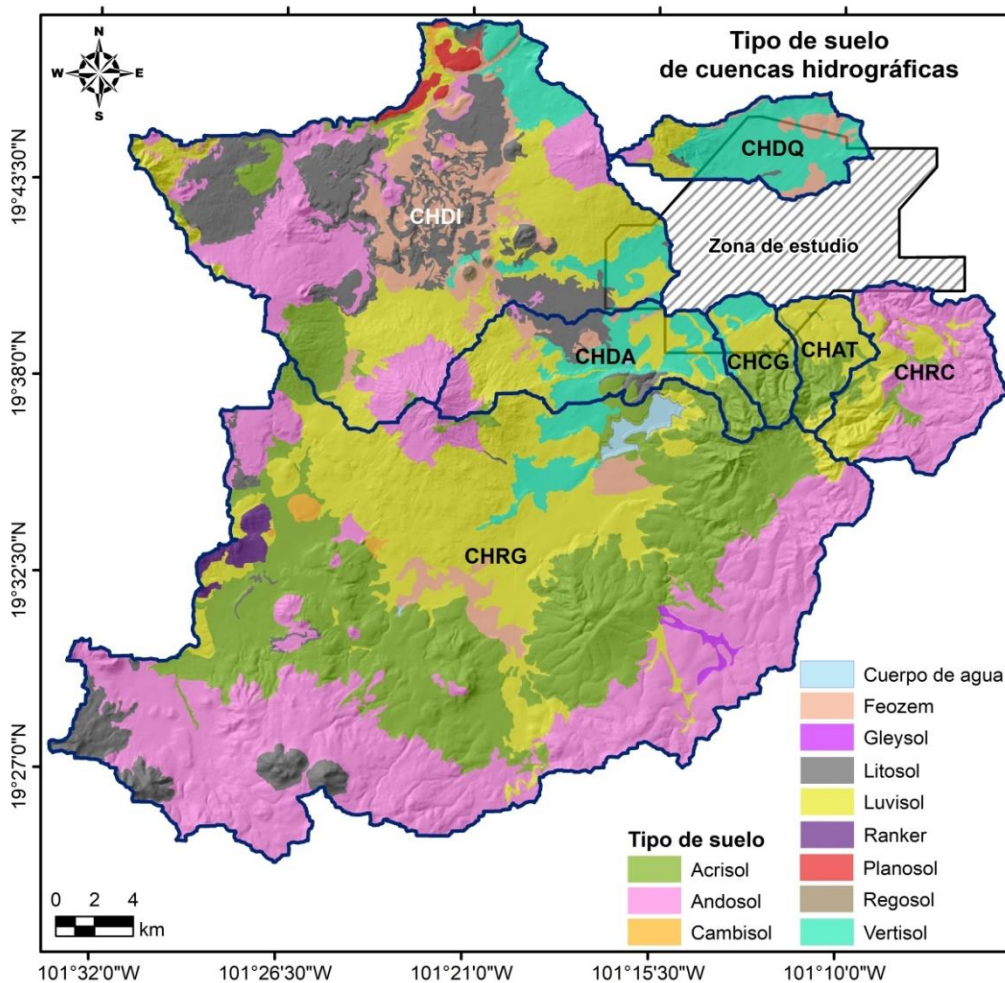 Tipo de suelo
de cuencas hidrográficas
N
W E
S
CHDQ
19°43'30"N
CHDI
Zona de estudio
19°38'0"N
CHDA
CHCG
CHAT
CHRC
19°32'30"N
CHRG
19°27'0"N
Tipo de suelo
Acrisol
Andosol
Cambisol
Cuerpo de agua
Feozem
Gleysol
Litosol
Luvisol
Ranker
Planosol
Regosol
Vertisol
0 2 4
km
101°32'0"W 101°26'30"W 101°21'0"W 101°15'30"W 101°10'0"W